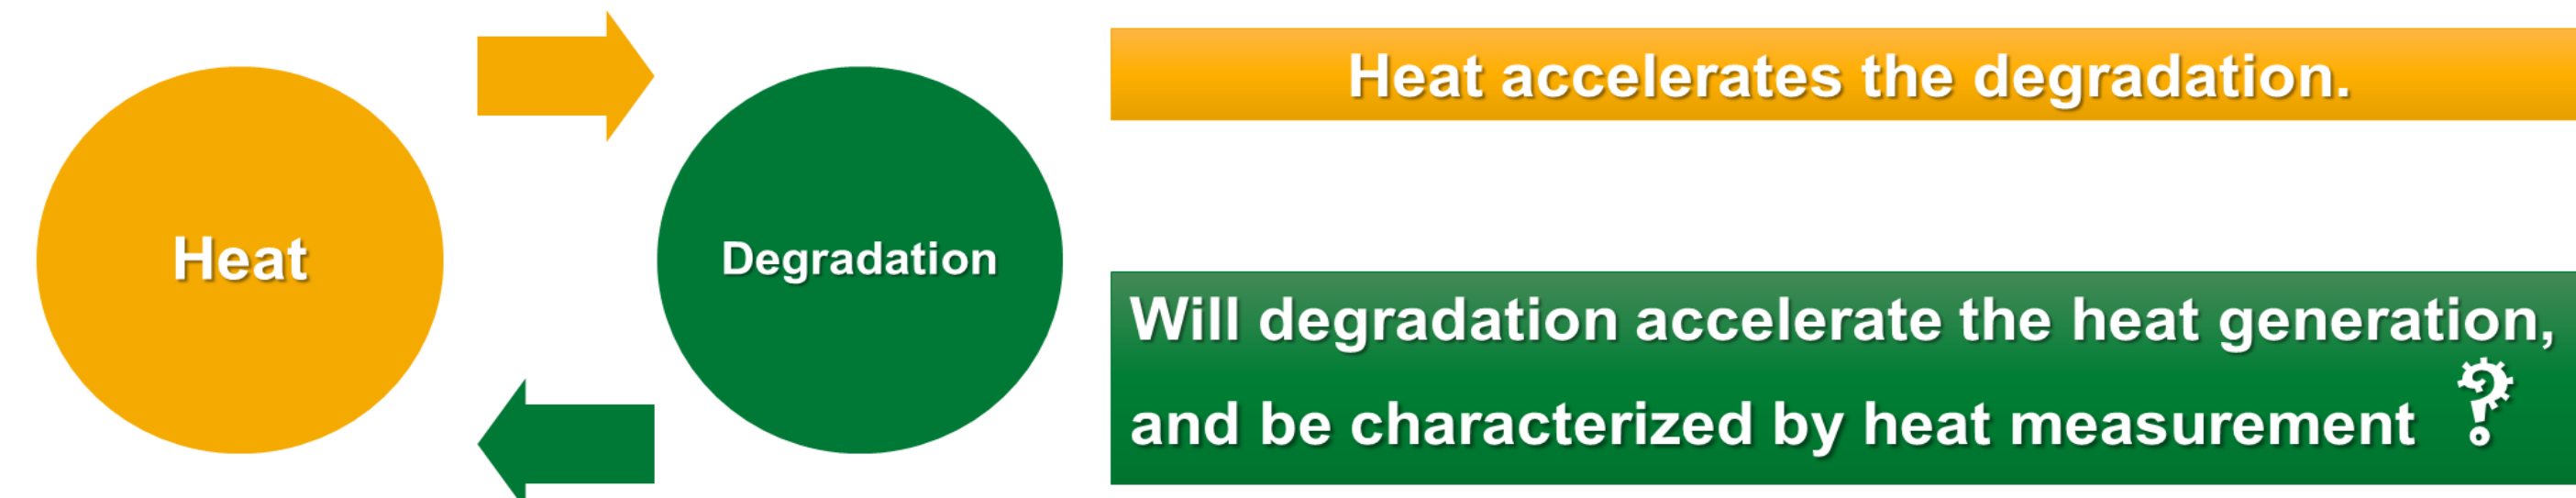 Heat
Degradation
Heat accelerates the degradation.
Will degradation accelerate the heat generation,
and be characterized by heat measurement ?